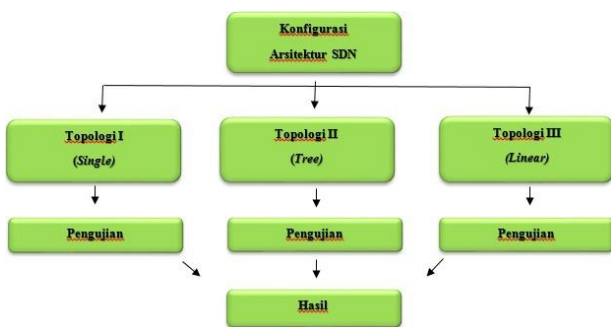 Konfigurasi
Arsitektur SDN
Topologi I
(Single)
Topologi II
(Tree)
Topologi III
(Linear)
Pengujian
Pengujian
Pengujian
Hasil